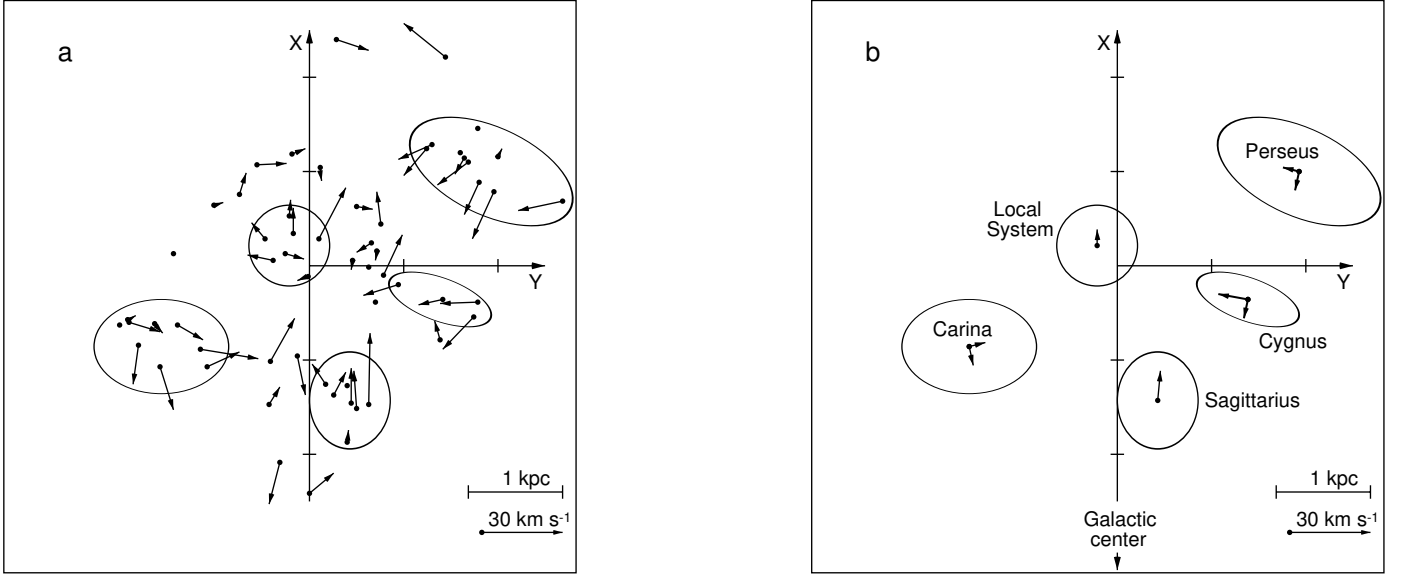 a
X
Y
1 kpc
30 km s-1
b
X
Perseus
Local
System
Y
Carina
Cygnus
Sagittarius
1 kpc
Galactic
center
30 km s-1